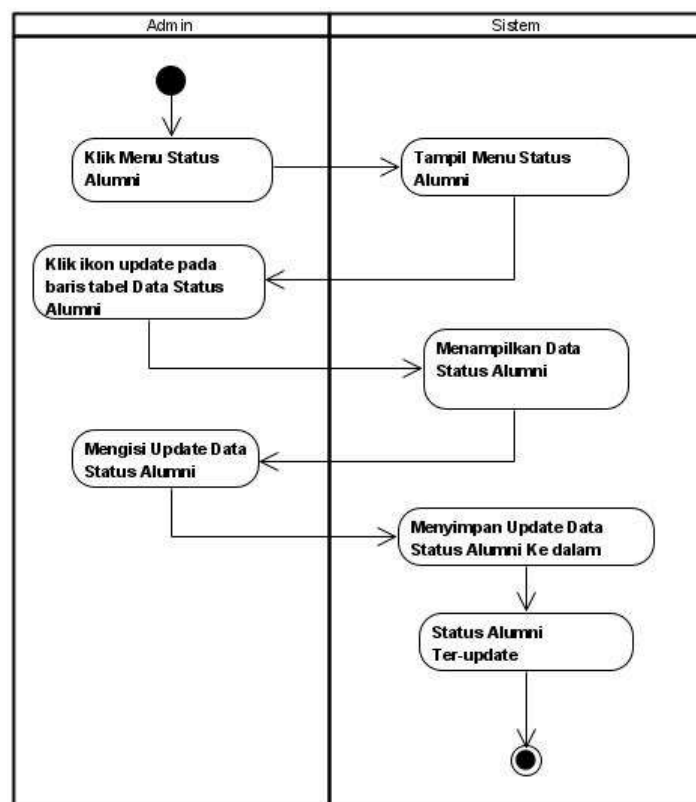 Admin
Sistem
Klik Menu Status
Alumni
Tampil Menu Status
Alumni
Klik ikon update pada
baris tabel Data Status
Alumni
Menampilkan Data
Status Alumni
Mengisi Update Data
Status Alumni
Menyimpan Update Data
Status Alumni Ke dalam
Status Alumni
Ter-update